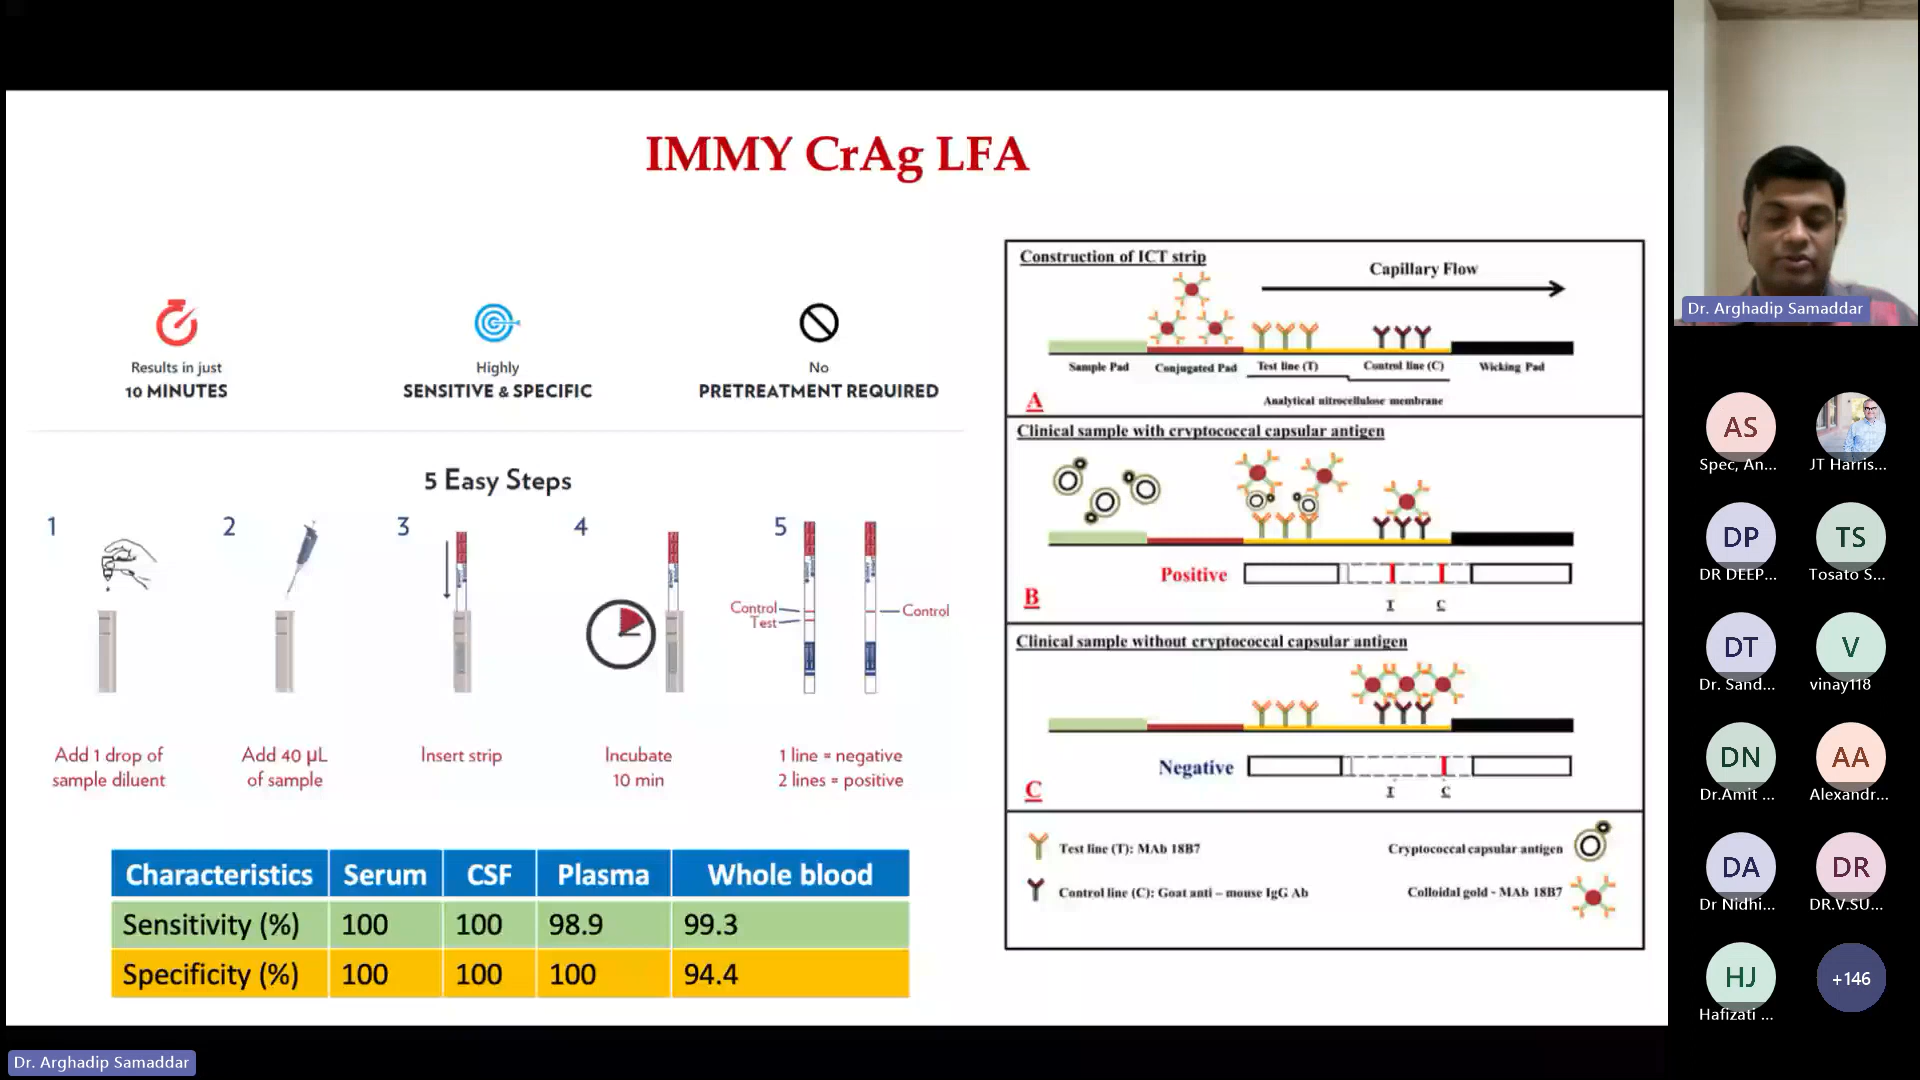 IMMY CrAg LFA
Results in just
10 MINUTES
Highly
SENSITIVE & SPECIFIC
No
PRETREATMENT REQUIRED
5 Easy Steps
1
2
3
4
5
Control
Test
Control
Add 1 drop of
sample diluent
Add 40 µL
of sample
Insert strip
Incubate
10 min
1 line = negative
2 lines = positive
Characteristics Serum CSF Plasma Whole blood
Sensitivity (%) 100 100 98.9 99.3
Specificity (%) 100 100 100 94.4
Construction of ICT strip
Capillary Flow
Sample Pad Conjugated Pad Test line (T) Control line (C) Wicking Pad
Analytical nitrocellulose membrane
A
Clinical sample with cryptococcal capsular antigen
Positive
T C
B
Clinical sample without cryptococcal capsular antigen
Negative
T C
C
Test line (T): MAb 18B7
Cryptococcal capsular antigen
Control line (C): Goat anti – mouse IgG Ab
Colloidal gold - MAb 18B7
Dr. Arghadip Samaddar
AS
Spec, An...
JT Harris...
DP
DR DEEP...
TS
Tosato S...
DT
Dr. Sand...
V
vinay118
DN
Dr.Amit ...
AA
Alexandr...
DA
Dr Nidhi...
DR
DR.V.SU...
HJ
Hafizati ...
+146
Dr. Arghadip Samaddar